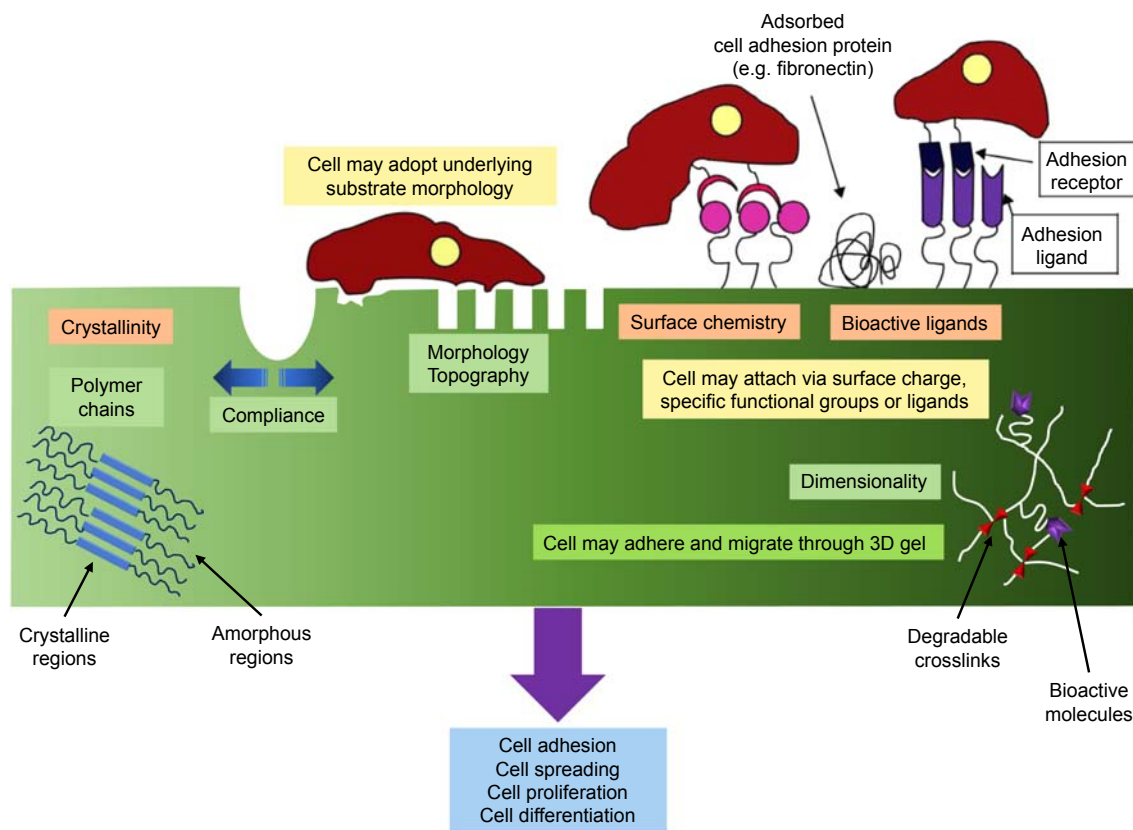 Adsorbed
cell adhesion protein
(e.g. fibronectin)
Cell may adopt underlying
substrate morphology
Adhesion
receptor
Adhesion
ligand
Crystallinity
Surface chemistry
Bioactive ligands
Morphology
Topography
Polymer
chains
Compliance
Cell may attach via surface charge,
specific functional groups or ligands
Dimensionality
Cell may adhere and migrate through 3D gel
Crystalline
regions
Amorphous
regions
Degradable
crosslinks
Bioactive
molecules
Cell adhesion
Cell spreading
Cell proliferation
Cell differentiation